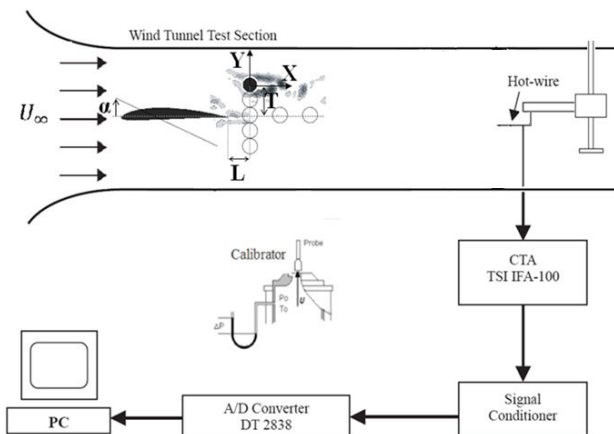 Wind Tunnel Test Section
Y
X
α
T
U∞
L
Hot-wire
CTA
TSI IFA-100
Calibrator
Probe
Po
To
u
ΔP
PC
A/D Converter
DT 2838
Signal
Conditioner